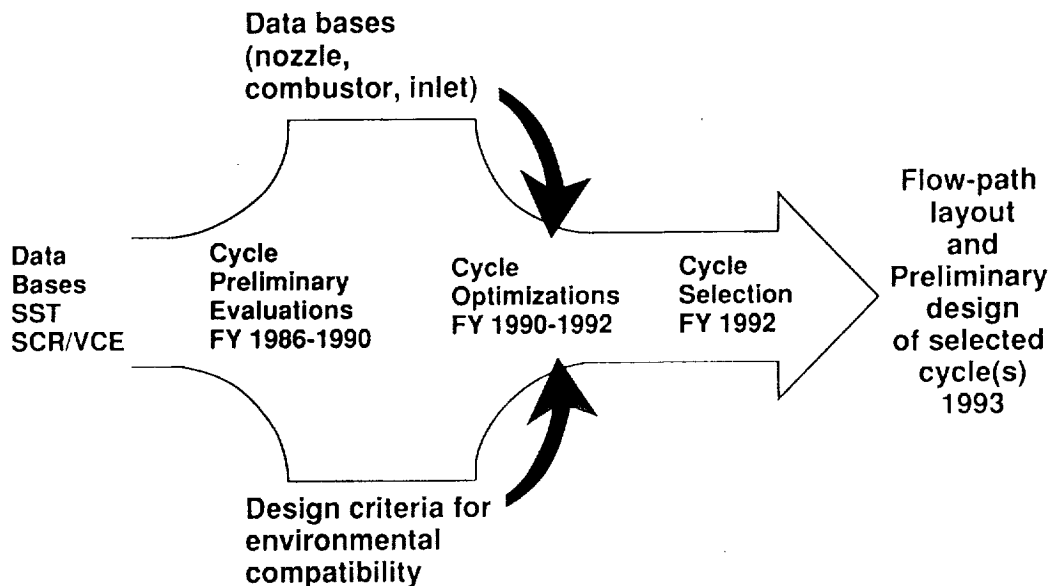 Data bases
(nozzle,
combustor, inlet)
Data
Bases
SST
SCR/VCE
Cycle
Preliminary
Evaluations
FY 1986-1990
Cycle
Optimizations
FY 1990-1992
Cycle
Selection
FY 1992
Flow-path
layout
and
Preliminary
design
of selected
cycle(s)
1993
Design criteria for
environmental
compatibility